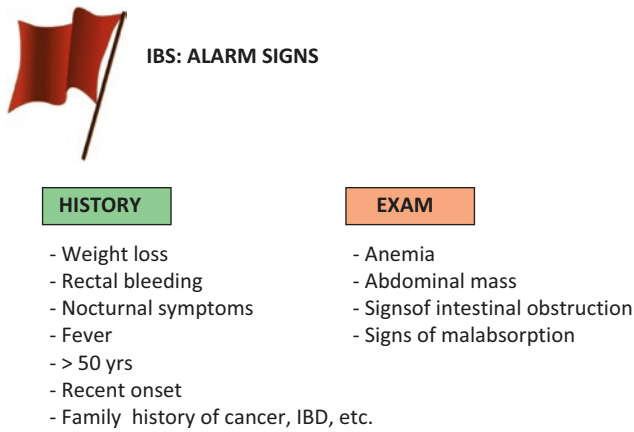 IBS: ALARM SIGNS
HISTORY
- Weight loss
- Rectal bleeding
- Nocturnal symptoms
- Fever
- > 50 yrs
- Recent onset
- Family  history of cancer, IBD, etc.
EXAM
- Anemia
- Abdominal mass
- Signsof intestinal obstruction
- Signs of malabsorption